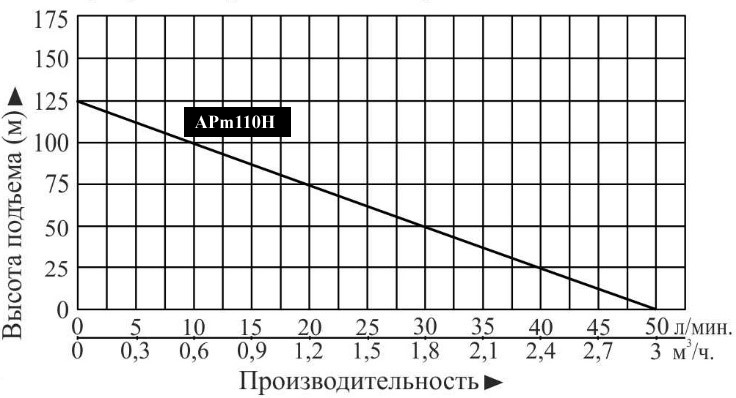 175
150
125
100
75
50
25
0
Высота подъема (м)
APm110H
0 5 10 15 20 25 30 35 40 45 50 л/мин.
0 0,3 0,6 0,9 1,2 1,5 1,8 2,1 2,4 2,7 3 м³/ч.
Производительность